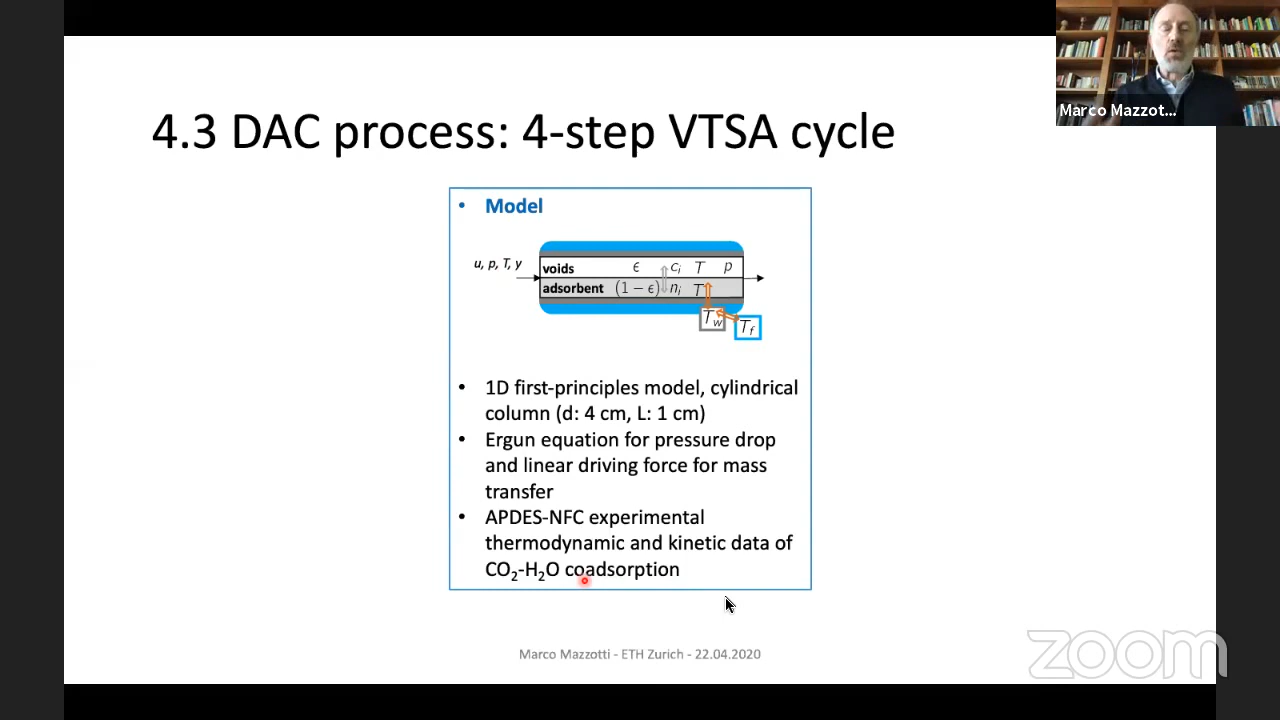 Marco Mazzot...
4.3 DAC process: 4-step VTSA cycle
• Model
u, p, T, y
voids ϵ cᵢ T p
adsorbent (1 − ϵ) nᵢ T
T_w
T_f
• 1D first-principles model, cylindrical
column (d: 4 cm, L: 1 cm)
• Ergun equation for pressure drop
and linear driving force for mass
transfer
• APDES-NFC experimental
thermodynamic and kinetic data of
CO₂-H₂O coadsorption
Marco Mazzotti - ETH Zurich - 22.04.2020
zoom